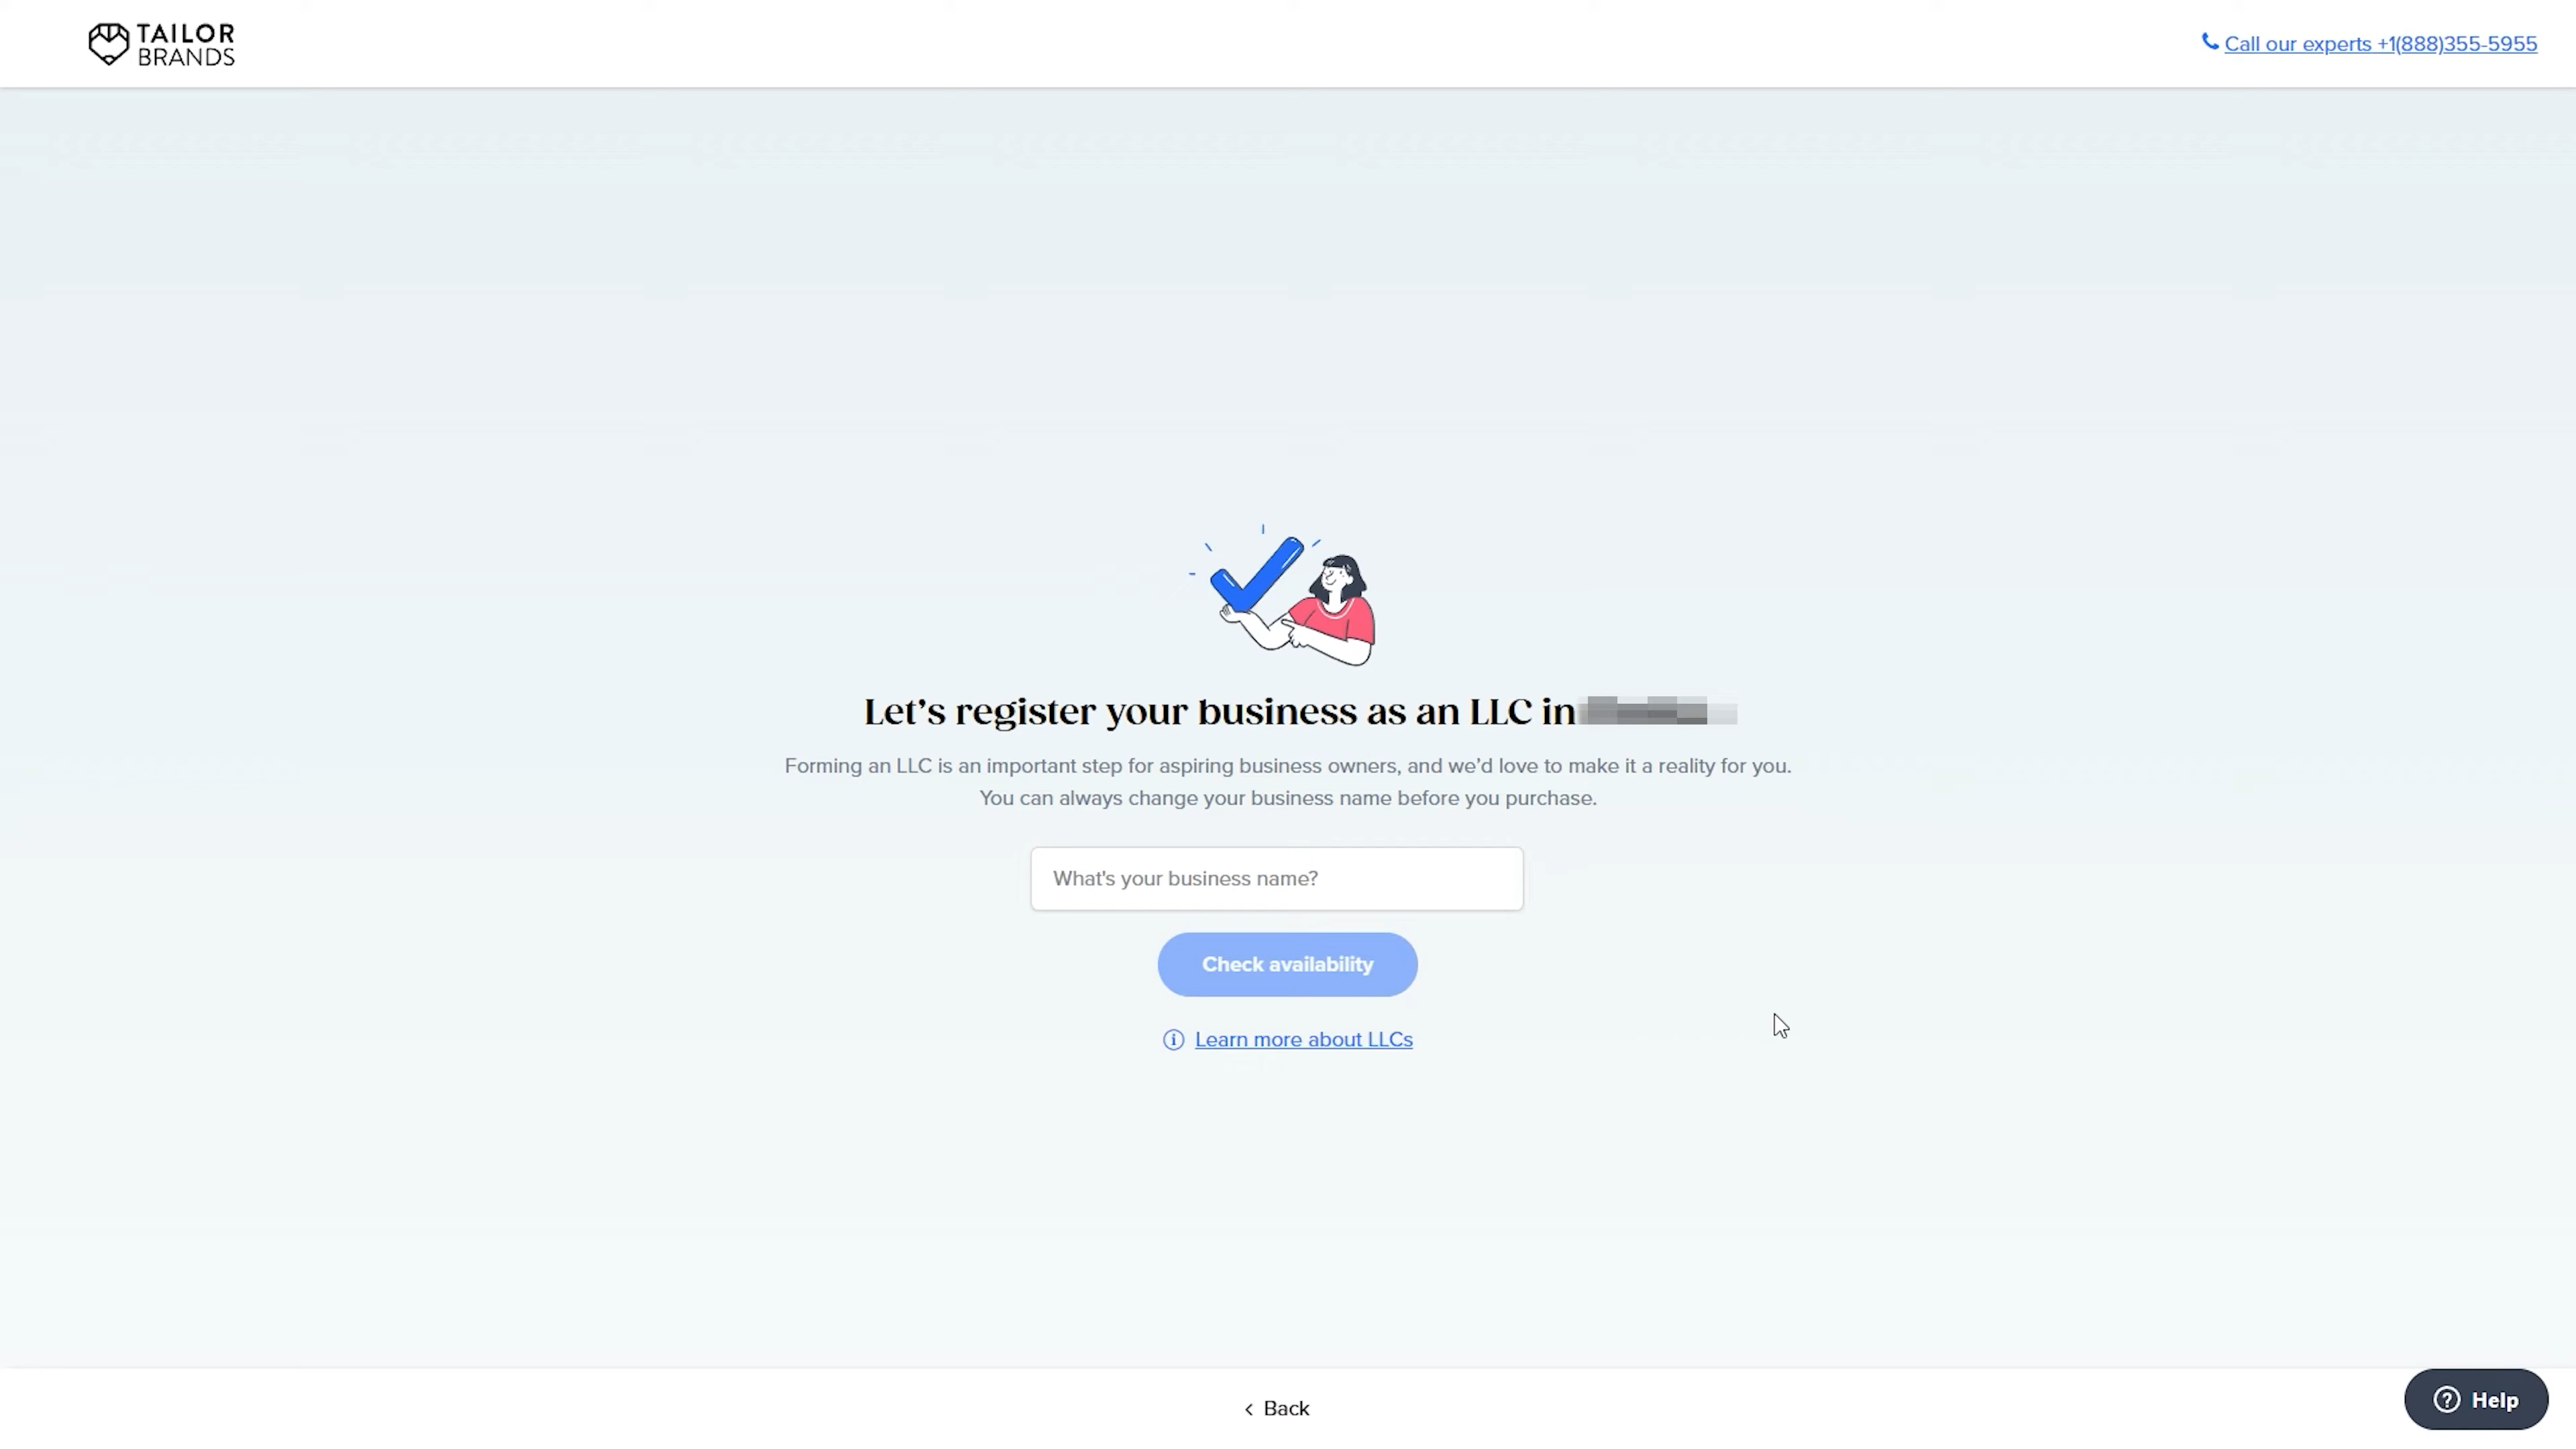 TAILOR
BRANDS
Call our experts +1(888)355-5955
Let's register your business as an LLC in
Forming an LLC is an important step for aspiring business owners, and we'd love to make it a reality for you.
You can always change your business name before you purchase.
What's your business name?
Check availability
Learn more about LLCs
Back
Help